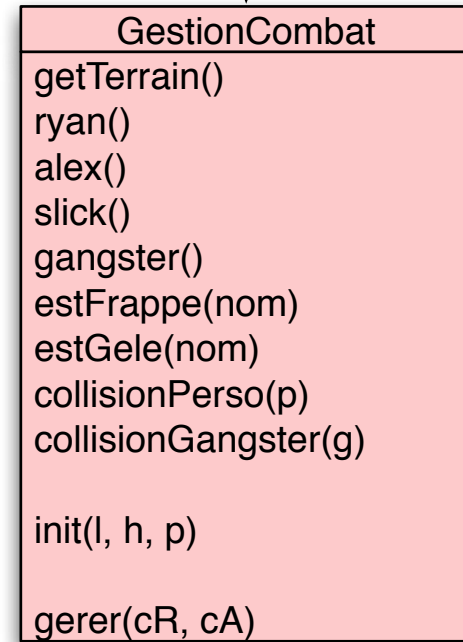 GestionCombat
getTerrain()
ryan()
alex()
slick()
gangster()
estFrappe(nom)
estGele(nom)
collisionPerso(p)
collisionGangster(g)
init(l, h, p)
gerer(cR, cA)